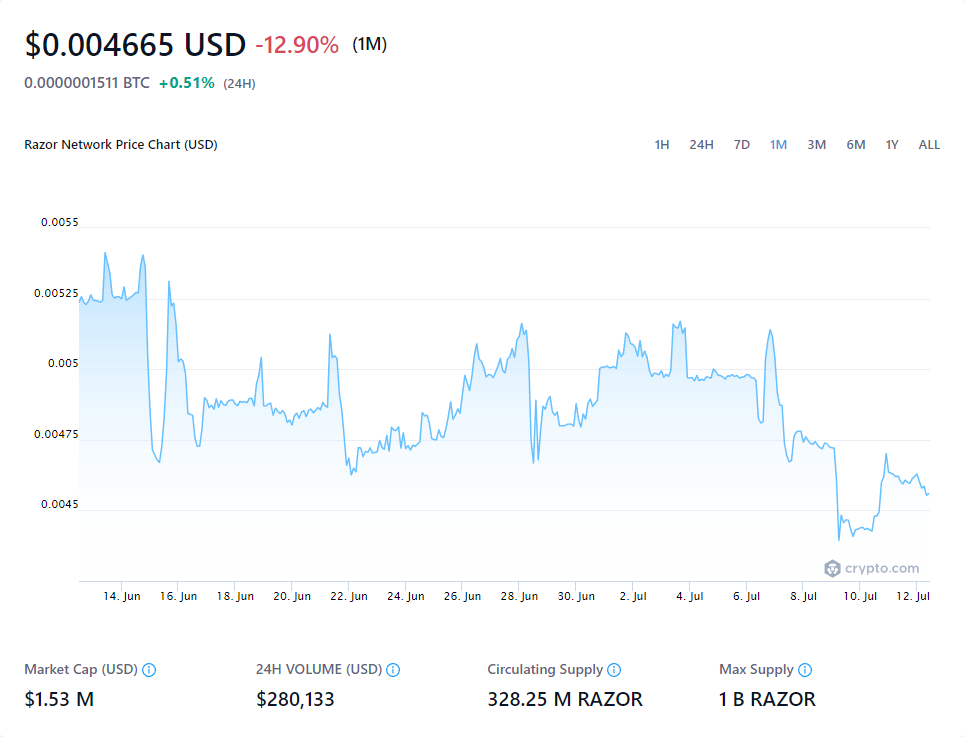 $0.004665 USD -12.90% (1M)
0.0000001511 BTC +0.51% (24H)
Razor Network Price Chart (USD) 1H 24H 7D 1M 3M 6M 1Y ALL
0.0055
0.00525
0.005
0.00475
0.0045
crypto.com
14. Jun 16. Jun 18. Jun 20. Jun 22. Jun 24. Jun 26. Jun 28. Jun 30. Jun 2. Jul 4. Jul 6. Jul 8. Jul 10. Jul 12. Jul
Market Cap (USD) 24H VOLUME (USD) Circulating Supply Max Supply
$1.53 M $280,133 328.25 M RAZOR 1 B RAZOR